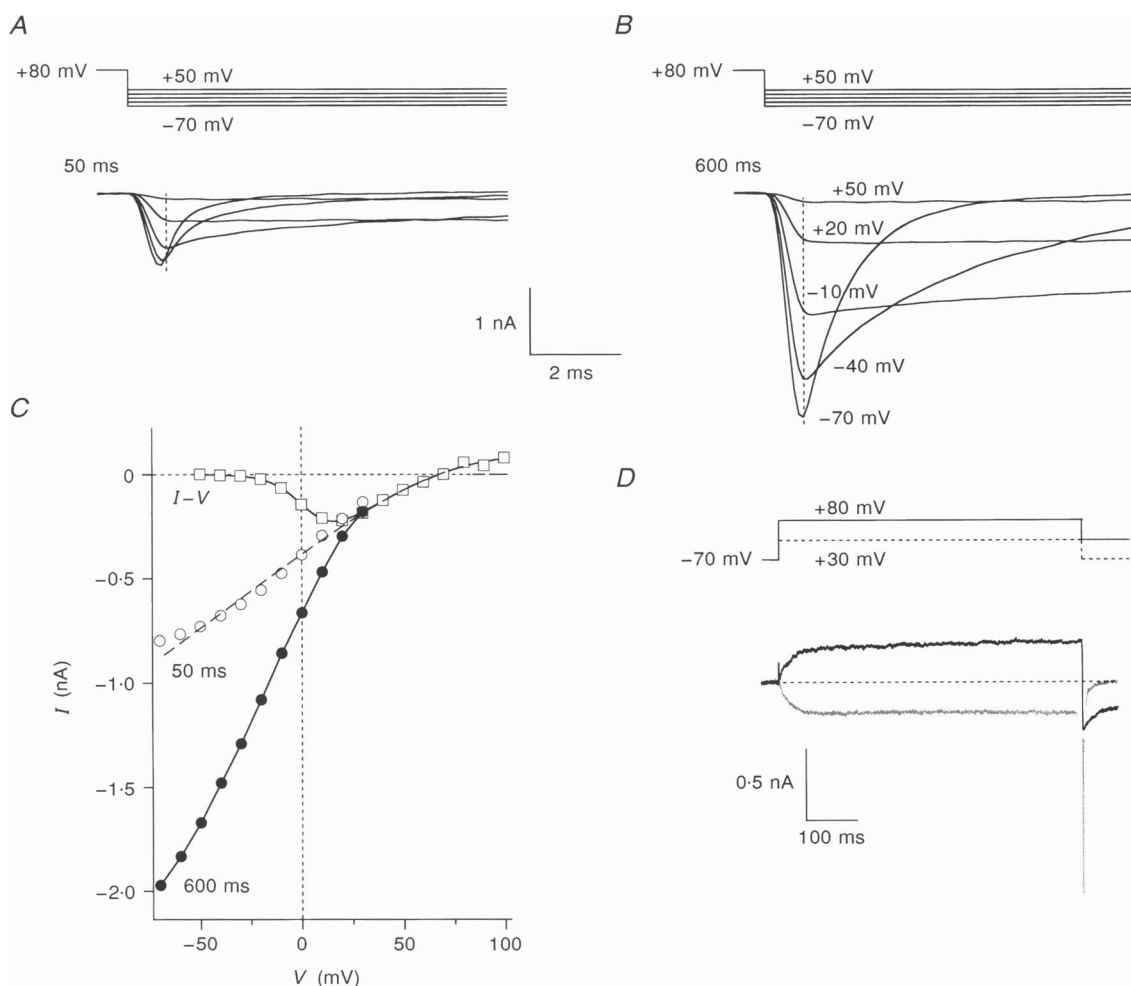 A
+80 mV
+50 mV
−70 mV
50 ms
1 nA
2 ms
B
+80 mV
+50 mV
−70 mV
600 ms
+50 mV
+20 mV
−10 mV
−40 mV
−70 mV
C
0
−0·5
−1·0
−1·5
−2·0
I (nA)
I−V
50 ms
600 ms
−50
0
50
100
V (mV)
D
+80 mV
−70 mV
+30 mV
0·5 nA
100 ms